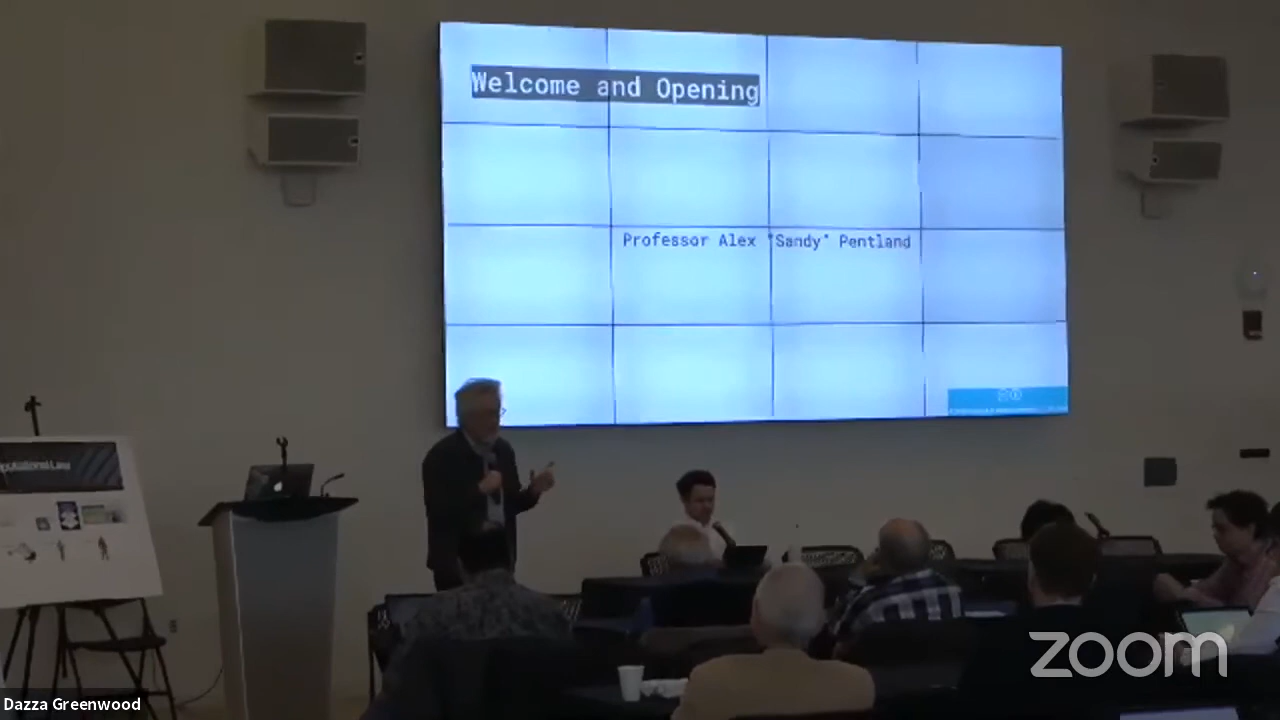 Welcome and Opening
Professor Alex "Sandy" Pentland
zoom
Dazza Greenwood